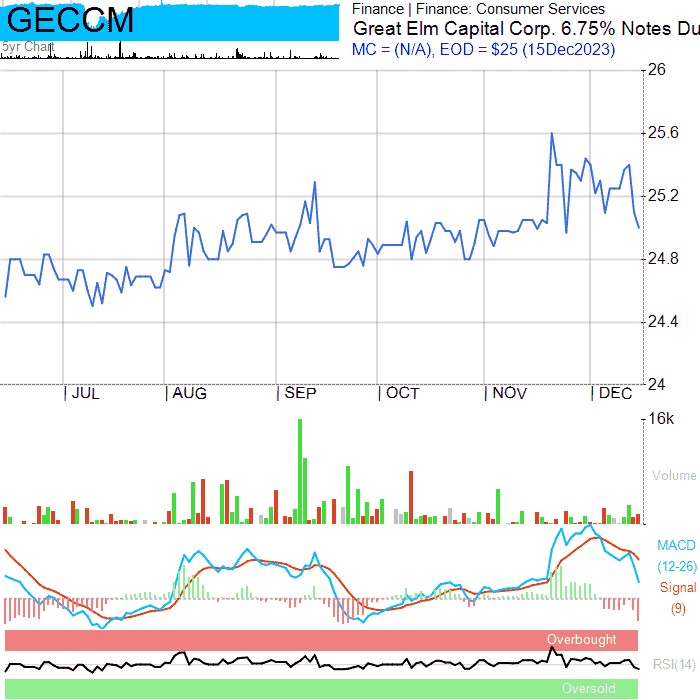 GECCM
5yr Chart
Finance | Finance: Consumer Services
Great Elm Capital Corp. 6.75% Notes Du
MC = (N/A), EOD = $25 (15Dec2023)
26
25.6
25.2
24.8
24.4
24
JUL AUG SEP OCT NOV DEC
16k
Volume
MACD
(12-26)
Signal
(9)
Overbought
RSI(14)
Oversold